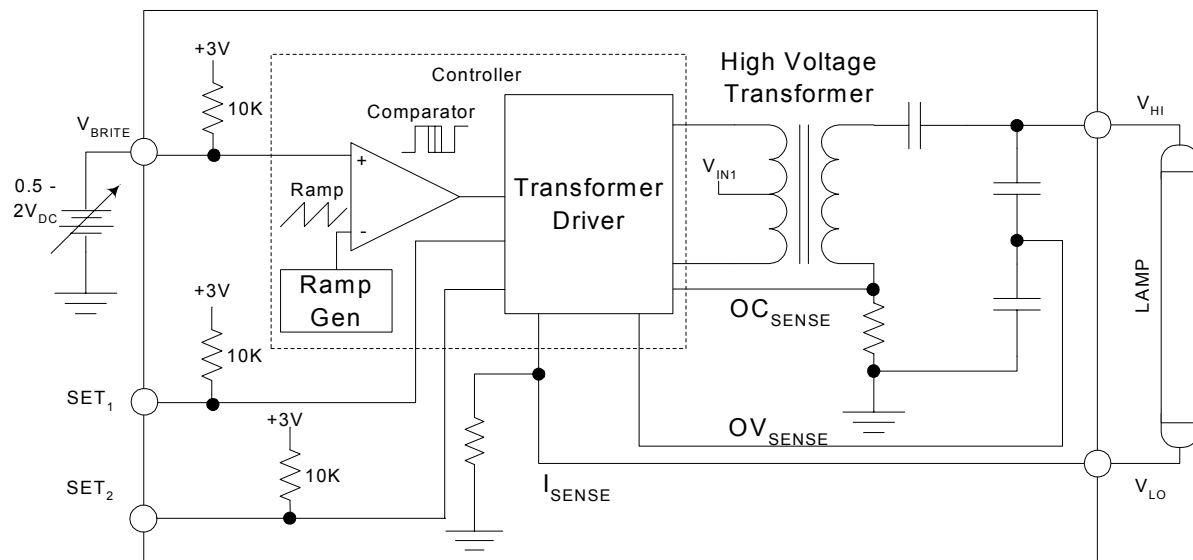 +3V
10K
Controller
Comparator
High Voltage
Transformer
V_HI
V_BRITE
+
Ramp
-
0.5 -
2V_DC
Transformer
Driver
V_IN1
Ramp
Gen
+3V
10K
OC_SENSE
LAMP
SET_1
+3V
10K
OV_SENSE
SET_2
I_SENSE
V_LO